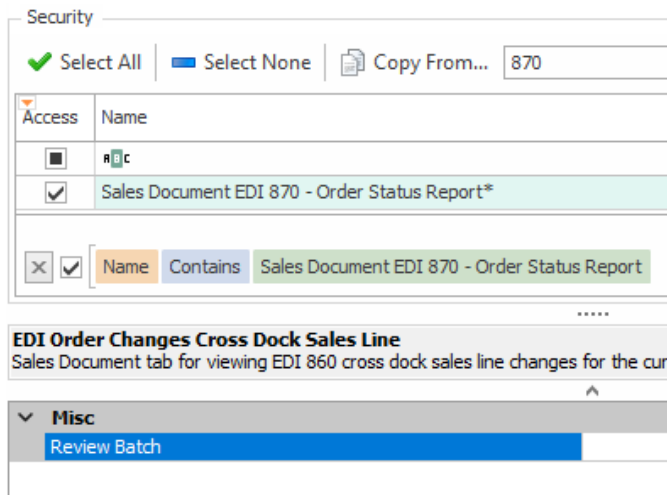 Security
Select All Select None Copy From... 870
Access Name
ABC
Sales Document EDI 870 - Order Status Report*
Name Contains Sales Document EDI 870 - Order Status Report
EDI Order Changes Cross Dock Sales Line
Sales Document tab for viewing EDI 860 cross dock sales line changes for the cur
Misc
Review Batch